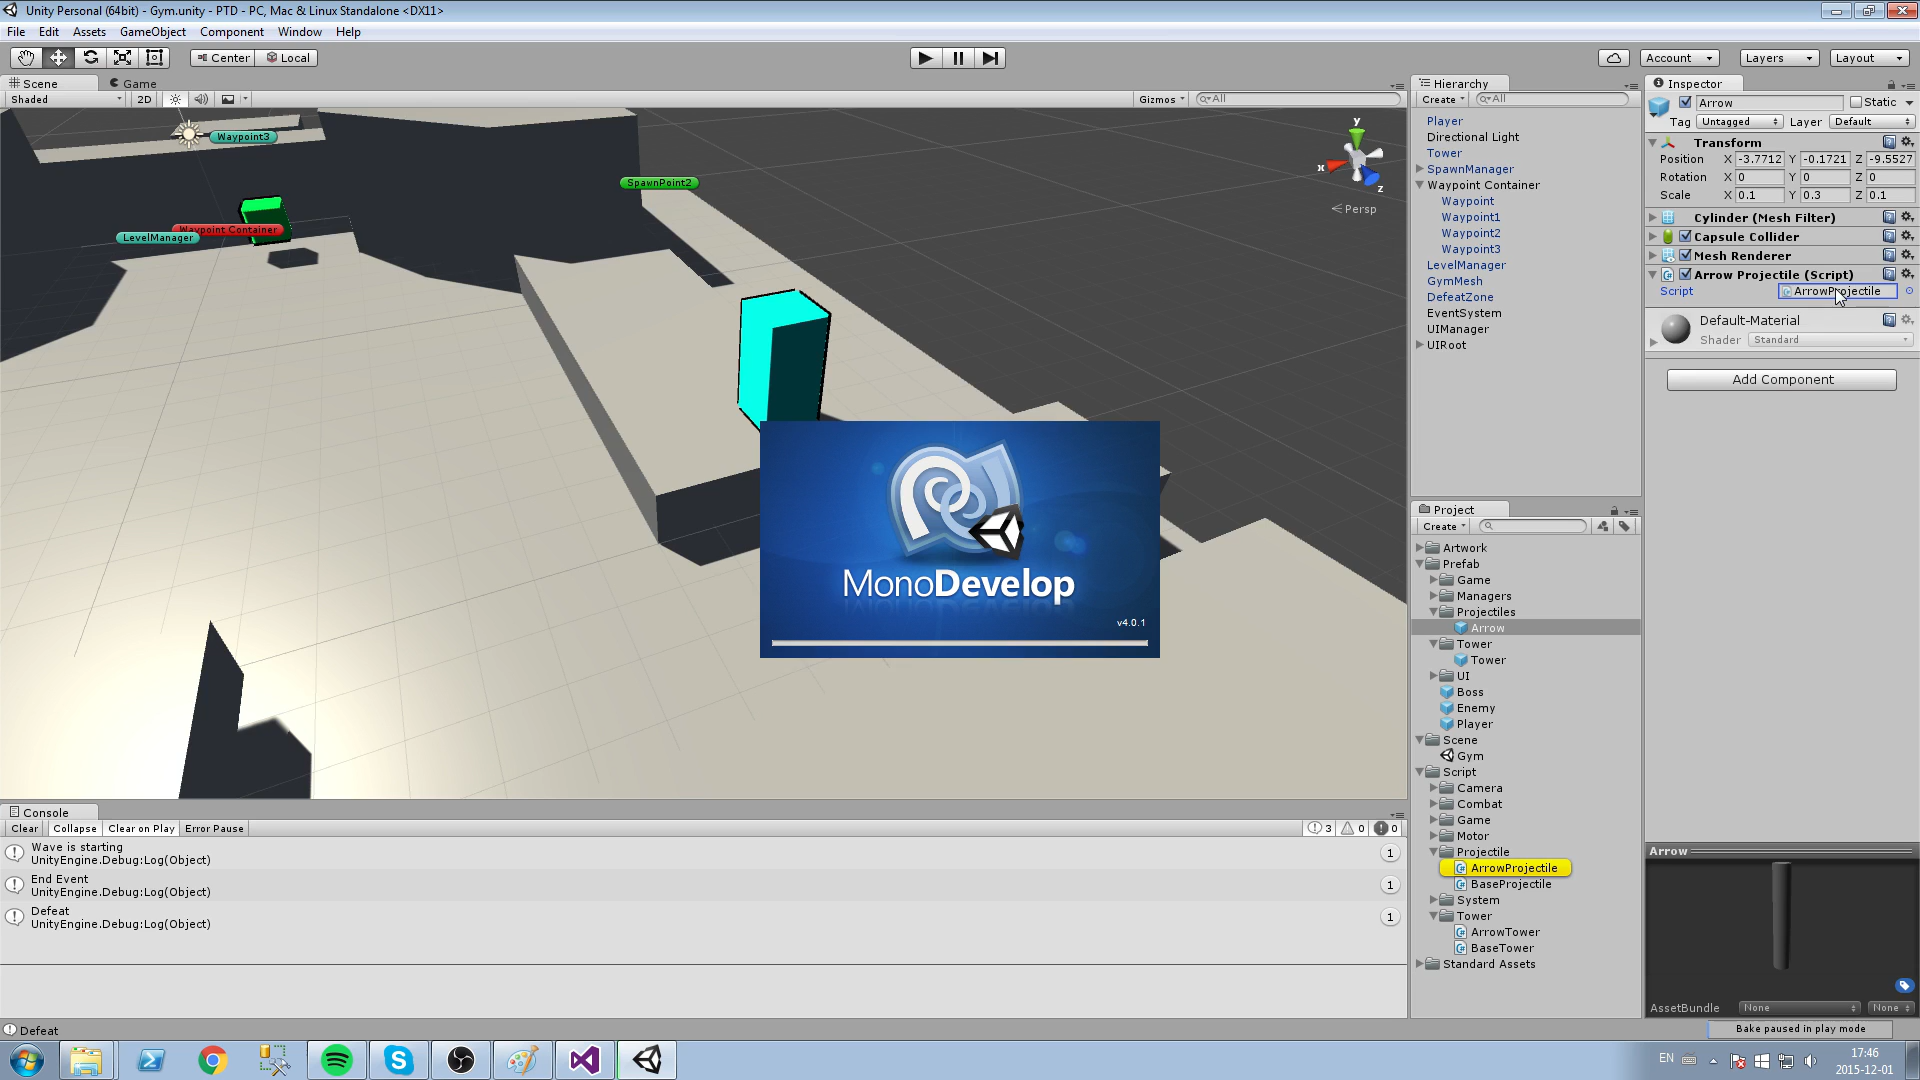 Unity Personal (64bit) - Gym.unity - PTD - PC, Mac & Linux Standalone <DX11>
File Edit Assets GameObject Component Window Help
Center Local Account Layers Layout
Scene Game
Shaded 2D Gizmos All
Waypoint3
SpawnPoint2
Waypoint Container
LevelManager
y
x
z
Persp
MonoDevelop
v4.0.1
Hierarchy
Create All
Player
Directional Light
Tower
SpawnManager
Waypoint Container
Waypoint
Waypoint1
Waypoint2
Waypoint3
LevelManager
GymMesh
DefeatZone
EventSystem
UIManager
UIRoot
Project
Create
Artwork
Prefab
Game
Managers
Projectiles
Arrow
Tower
Tower
UI
Boss
Enemy
Player
Scene
Gym
Script
Camera
Combat
Game
Motor
Projectile
ArrowProjectile
BaseProjectile
System
Tower
ArrowTower
BaseTower
Standard Assets
Inspector
Arrow Static
Tag Untagged Layer Default
Transform
Position X -3.7712 Y -0.1721 Z -9.5527
Rotation X 0 Y 0 Z 0
Scale X 0.1 Y 0.3 Z 0.1
Cylinder (Mesh Filter)
Capsule Collider
Mesh Renderer
Arrow Projectile (Script)
Script ArrowProjectile
Default-Material
Shader Standard
Add Component
Arrow
AssetBundle None None
Bake paused in play mode
Console
Clear Collapse Clear on Play Error Pause 3 0 0
Wave is starting
UnityEngine.Debug:Log(Object)
1
End Event
UnityEngine.Debug:Log(Object)
1
Defeat
UnityEngine.Debug:Log(Object)
1
Defeat
EN 17:46
2015-12-01